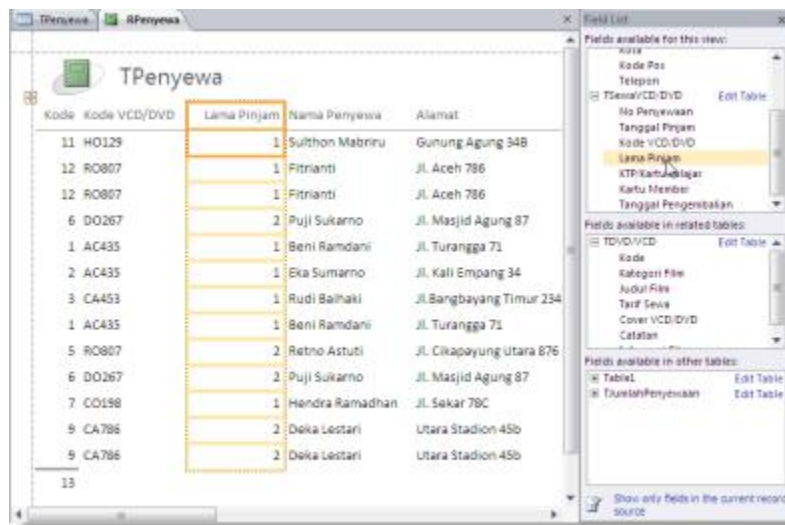 TPenyewa RPenyewa
TPenyewa
Kode Kode VCD/DVD Lama Pinjam Nama Penyewa Alamat
11 HO129 1 Sulthon Mabriru Gunung Agung 34B
12 RO807 1 Fitrianti Jl. Aceh 786
12 RO807 1 Fitrianti Jl. Aceh 786
6 DO267 2 Puji Sukarno Jl. Masjid Agung 87
1 AC435 1 Beni Ramdani Jl. Turangga 71
2 AC435 1 Eka Sumarno Jl. Kali Empang 34
3 CA453 1 Rudi Baihaki Jl.Bangbayang Timur 234
1 AC435 1 Beni Ramdani Jl. Turangga 71
5 RO807 2 Retno Astuti Jl. Cikapayung Utara 876
6 DO267 2 Puji Sukarno Jl. Masjid Agung 87
7 CO198 1 Hendra Ramadhan Jl. Sekar 78C
9 CA786 2 Deka Lestari Utara Stadion 45b
9 CA786 2 Deka Lestari Utara Stadion 45b
13
Field List
Fields available for this view:
Kota
Kode Pos
Telepon
TSewaVCD/DVD Edit Table
No Penyewaan
Tanggal Pinjam
Kode VCD/DVD
Lama Pinjam
KTP/Kartu Pelajar
Kartu Member
Tanggal Pengembalian
Fields available in related tables:
TDVD/VCD Edit Table
Kode
Kategori Film
Judul Film
Tarif Sewa
Cover VCD/DVD
Catatan
Fields available in other tables:
Table1 Edit Table
TJumlahPenyewaan Edit Table
Show only fields in the current record
source